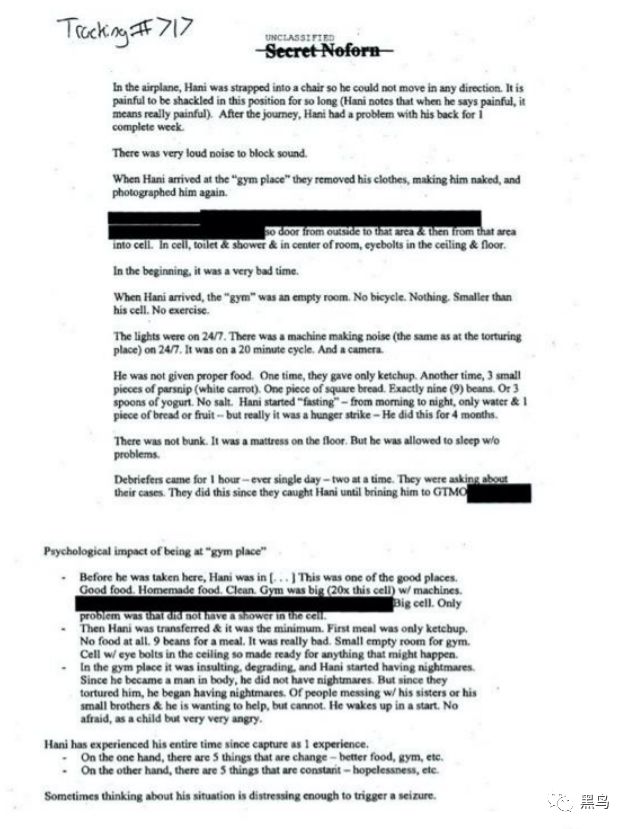 Tracking # 717
UNCLASSIFIED
Secret Noforn
In the airplane, Hani was strapped into a chair so he could not move in any direction. It is
painful to be shackled in this position for so long (Hani notes that when he says painful, it
means really painful). After the journey, Hani had a problem with his back for 1
complete week.
There was very loud noise to block sound.
When Hani arrived at the “gym place” they removed his clothes, making him naked, and
photographed him again.
so door from outside to that area & then from that area
into cell. In cell, toilet & shower & in center of room, eyebolts in the ceiling & floor.
In the beginning, it was a very bad time.
When Hani arrived, the “gym” was an empty room. No bicycle. Nothing. Smaller than
his cell. No exercise.
The lights were on 24/7. There was a machine making noise (the same as at the torturing
place) on 24/7. It was on a 20 minute cycle. And a camera.
He was not given proper food. One time, they gave only ketchup. Another time, 3 small
pieces of parsnip (white carrot). One piece of square bread. Exactly nine (9) beans. Or 3
spoons of yogurt. No salt. Hani started “fasting” – from morning to night, only water & 1
piece of bread or fruit – but really it was a hunger strike – He did this for 4 months.
There was not bunk. It was a mattress on the floor. But he was allowed to sleep w/o
problems.
Debriefers came for 1 hour – ever single day – two at a time. They were asking about
their cases. They did this since they caught Hani until brining him to GTMO
Psychological impact of being at “gym place”
- Before he was taken here, Hani was in [. . . ] This was one of the good places.
Good food. Homemade food. Clean. Gym was big (20x this cell) w/ machines.
Big cell. Only
problem was that did not have a shower in the cell.
- Then Hani was transferred & it was the minimum. First meal was only ketchup.
No food at all. 9 beans for a meal. It was really bad. Small empty room for gym.
Cell w/ eye bolts in the ceiling so made ready for anything that might happen.
- In the gym place it was insulting, degrading, and Hani started having nightmares.
Since he became a man in body, he did not have nightmares. But since they
tortured him, he began having nightmares. Of people messing w/ his sisters or his
small brothers & he is wanting to help, but cannot. He wakes up in a start. No
afraid, as a child but very very angry.
Hani has experienced his entire time since capture as 1 experience.
- On the one hand, there are 5 things that are change – better food, gym, etc.
- On the other hand, there are 5 things that are constant – hopelessness, etc.
Sometimes thinking about his situation is distressing enough to trigger a seizure.
黑鸟